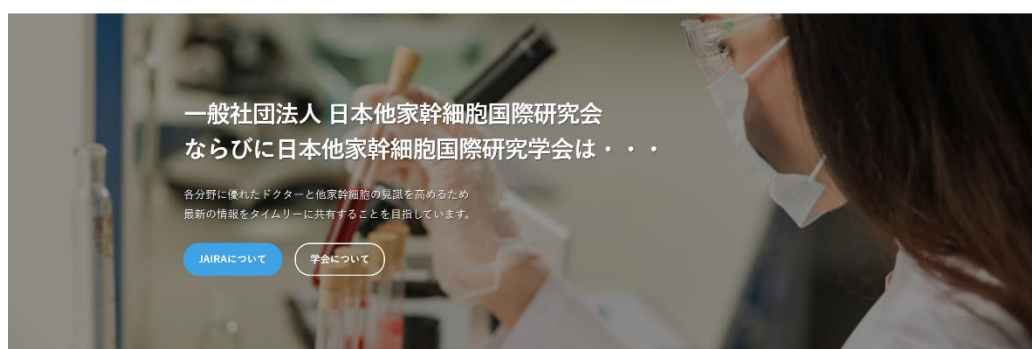 一般社団法人 日本他家幹細胞国際研究会
ならびに日本他家幹細胞国際研究学会は・・・
各分野に優れたドクターと他家幹細胞の見識を高めるため
最新の情報をタイムリーに共有することを目指しています。
JAIRAについて
学会について